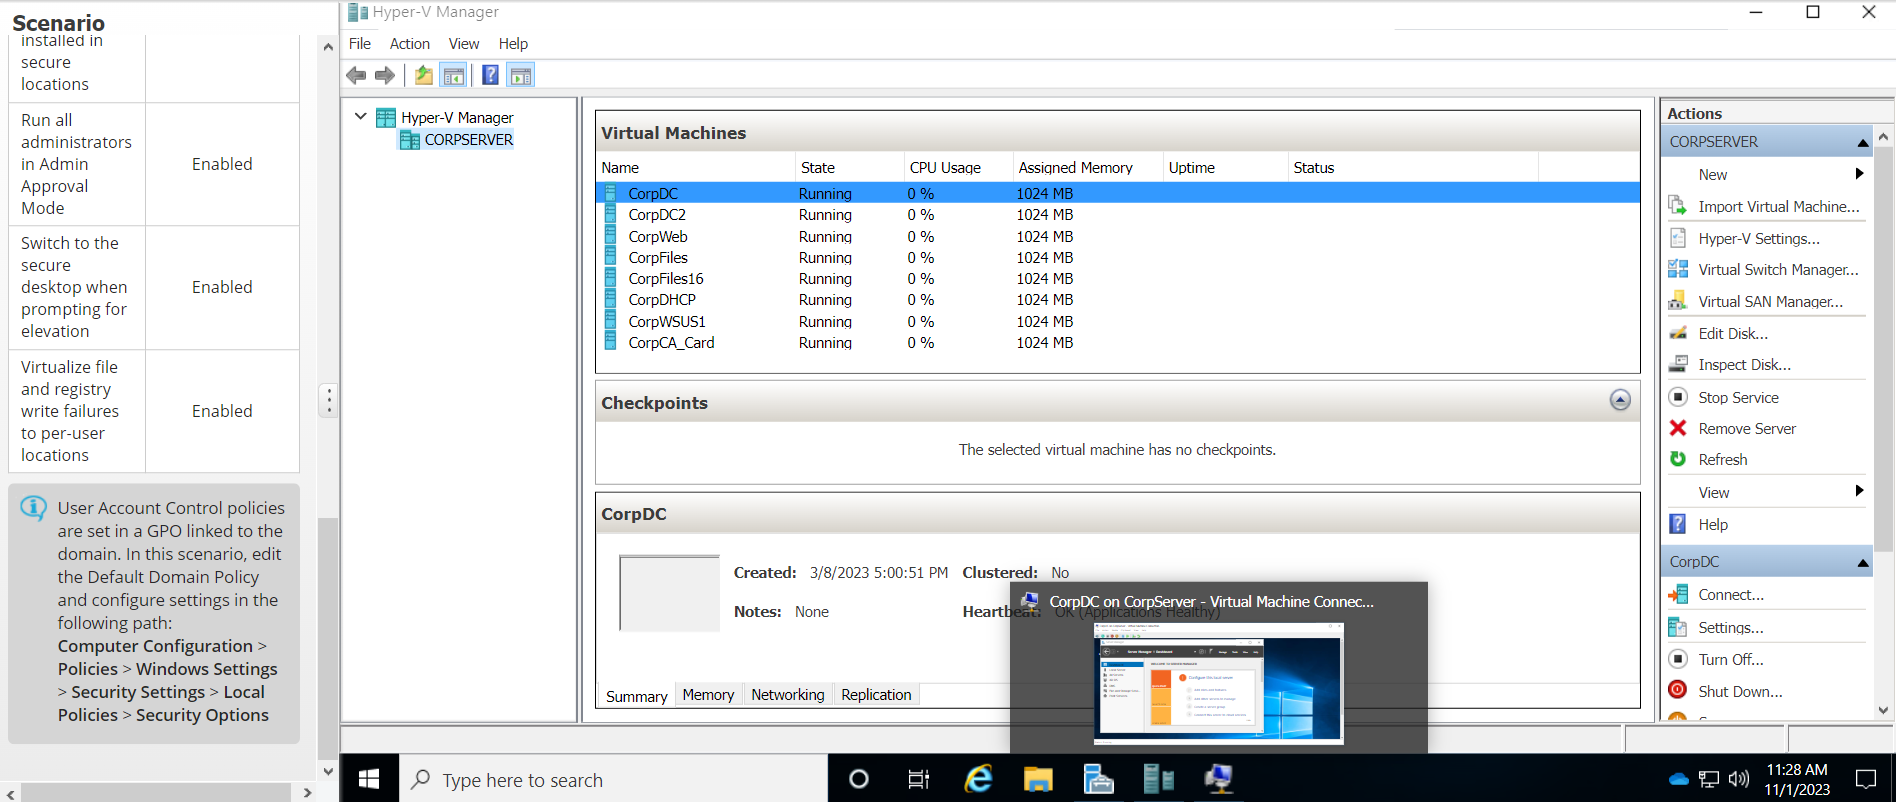 Scenario
installed in
secure
locations
Run all
administrators
in Admin
Approval
Mode
Enabled
Switch to the
secure
desktop when
prompting for
elevation
Enabled
Virtualize file
and registry
write failures
to per-user
locations
Enabled
User Account Control policies
are set in a GPO linked to the
domain. In this scenario, edit
the Default Domain Policy
and configure settings in the
following path:
Computer Configuration >
Policies > Windows Settings
> Security Settings > Local
Policies > Security Options
Hyper-V Manager
File Action View Help
Hyper-V Manager
CORPSERVER
Virtual Machines
Name State CPU Usage Assigned Memory Uptime Status
CorpDC Running 0 % 1024 MB
CorpDC2 Running 0 % 1024 MB
CorpWeb Running 0 % 1024 MB
CorpFiles Running 0 % 1024 MB
CorpFiles16 Running 0 % 1024 MB
CorpDHCP Running 0 % 1024 MB
CorpWSUS1 Running 0 % 1024 MB
CorpCA_Card Running 0 % 1024 MB
Checkpoints
The selected virtual machine has no checkpoints.
CorpDC
Created: 3/8/2023 5:00:51 PM Clustered: No
Notes: None Heartbeat: OK (Applications Healthy)
CorpDC on CorpServer - Virtual Machine Connec...
Summary Memory Networking Replication
Actions
CORPSERVER
New
Import Virtual Machine...
Hyper-V Settings...
Virtual Switch Manager...
Virtual SAN Manager...
Edit Disk...
Inspect Disk...
Stop Service
Remove Server
Refresh
View
Help
CorpDC
Connect...
Settings...
Turn Off...
Shut Down...
Type here to search
11:28 AM
11/1/2023